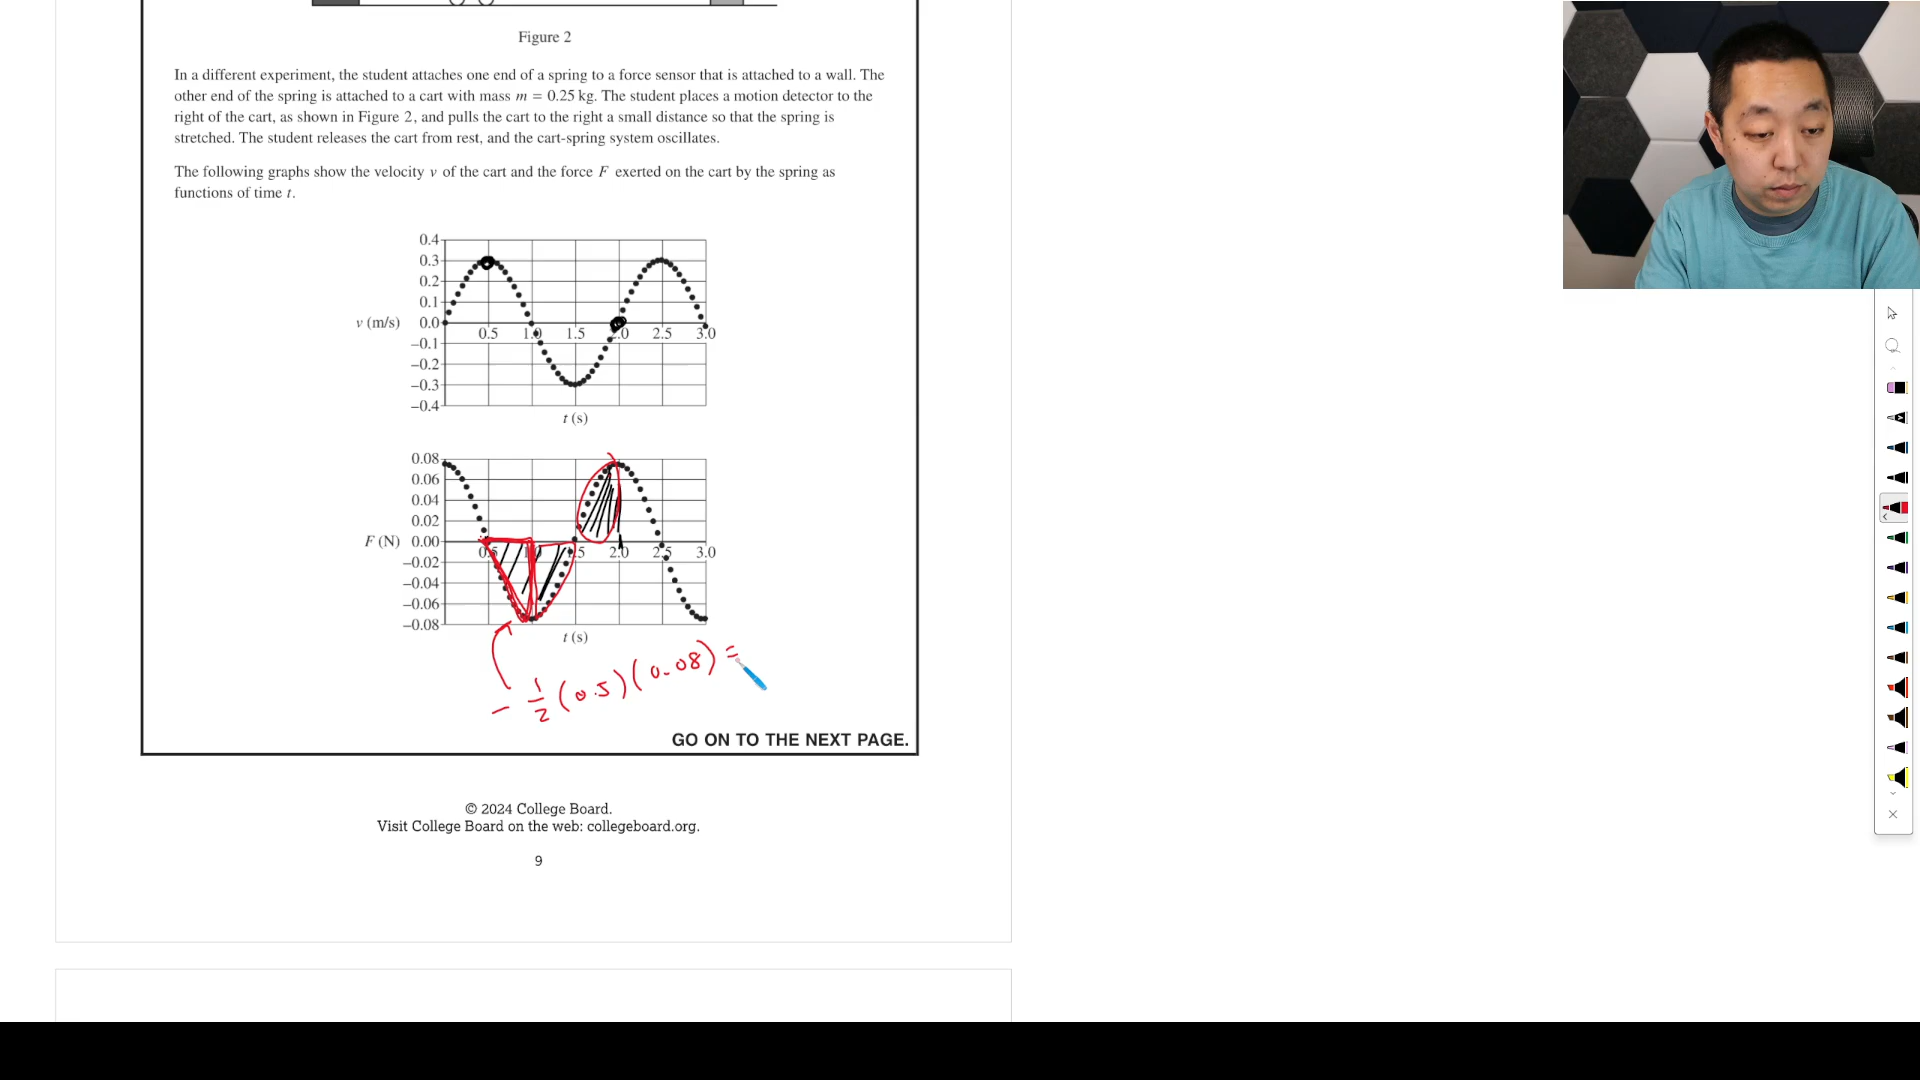 Figure 2
In a different experiment, the student attaches one end of a spring to a force sensor that is attached to a wall. The
other end of the spring is attached to a cart with mass m = 0.25 kg. The student places a motion detector to the
right of the cart, as shown in Figure 2, and pulls the cart to the right a small distance so that the spring is
stretched. The student releases the cart from rest, and the cart-spring system oscillates.
The following graphs show the velocity v of the cart and the force F exerted on the cart by the spring as
functions of time t.
0.4
0.3
0.2
0.1
v (m/s) 0.0
0.5 1.0 1.5 2.0 2.5 3.0
−0.1
−0.2
−0.3
−0.4
t (s)
0.08
0.06
0.04
0.02
F (N) 0.00
0.5 1.5 2.0 2.5 3.0
−0.02
−0.04
−0.06
−0.08
t (s)
− 1/2 (0.5)(0.08) =
GO ON TO THE NEXT PAGE.
© 2024 College Board.
Visit College Board on the web: collegeboard.org.
9